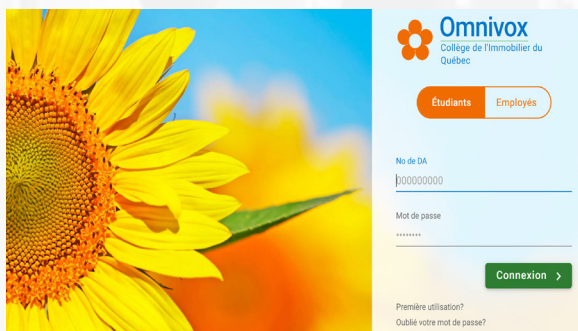 Omnivox
Collège de l'Immobilier du
Québec
Étudiants Employés
No de DA
000000000
Mot de passe
••••••••
Connexion >
Première utilisation?
Oublié votre mot de passe?